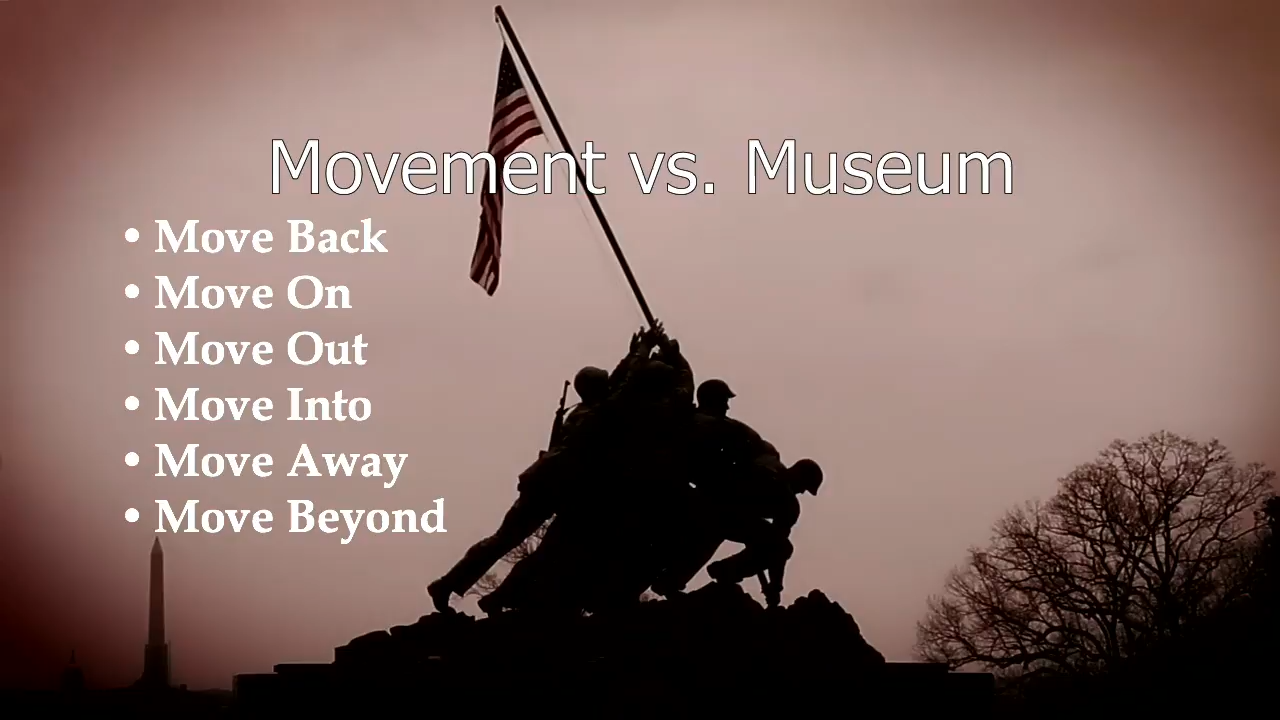 Movement vs. Museum
• Move Back
• Move On
• Move Out
• Move Into
• Move Away
• Move Beyond